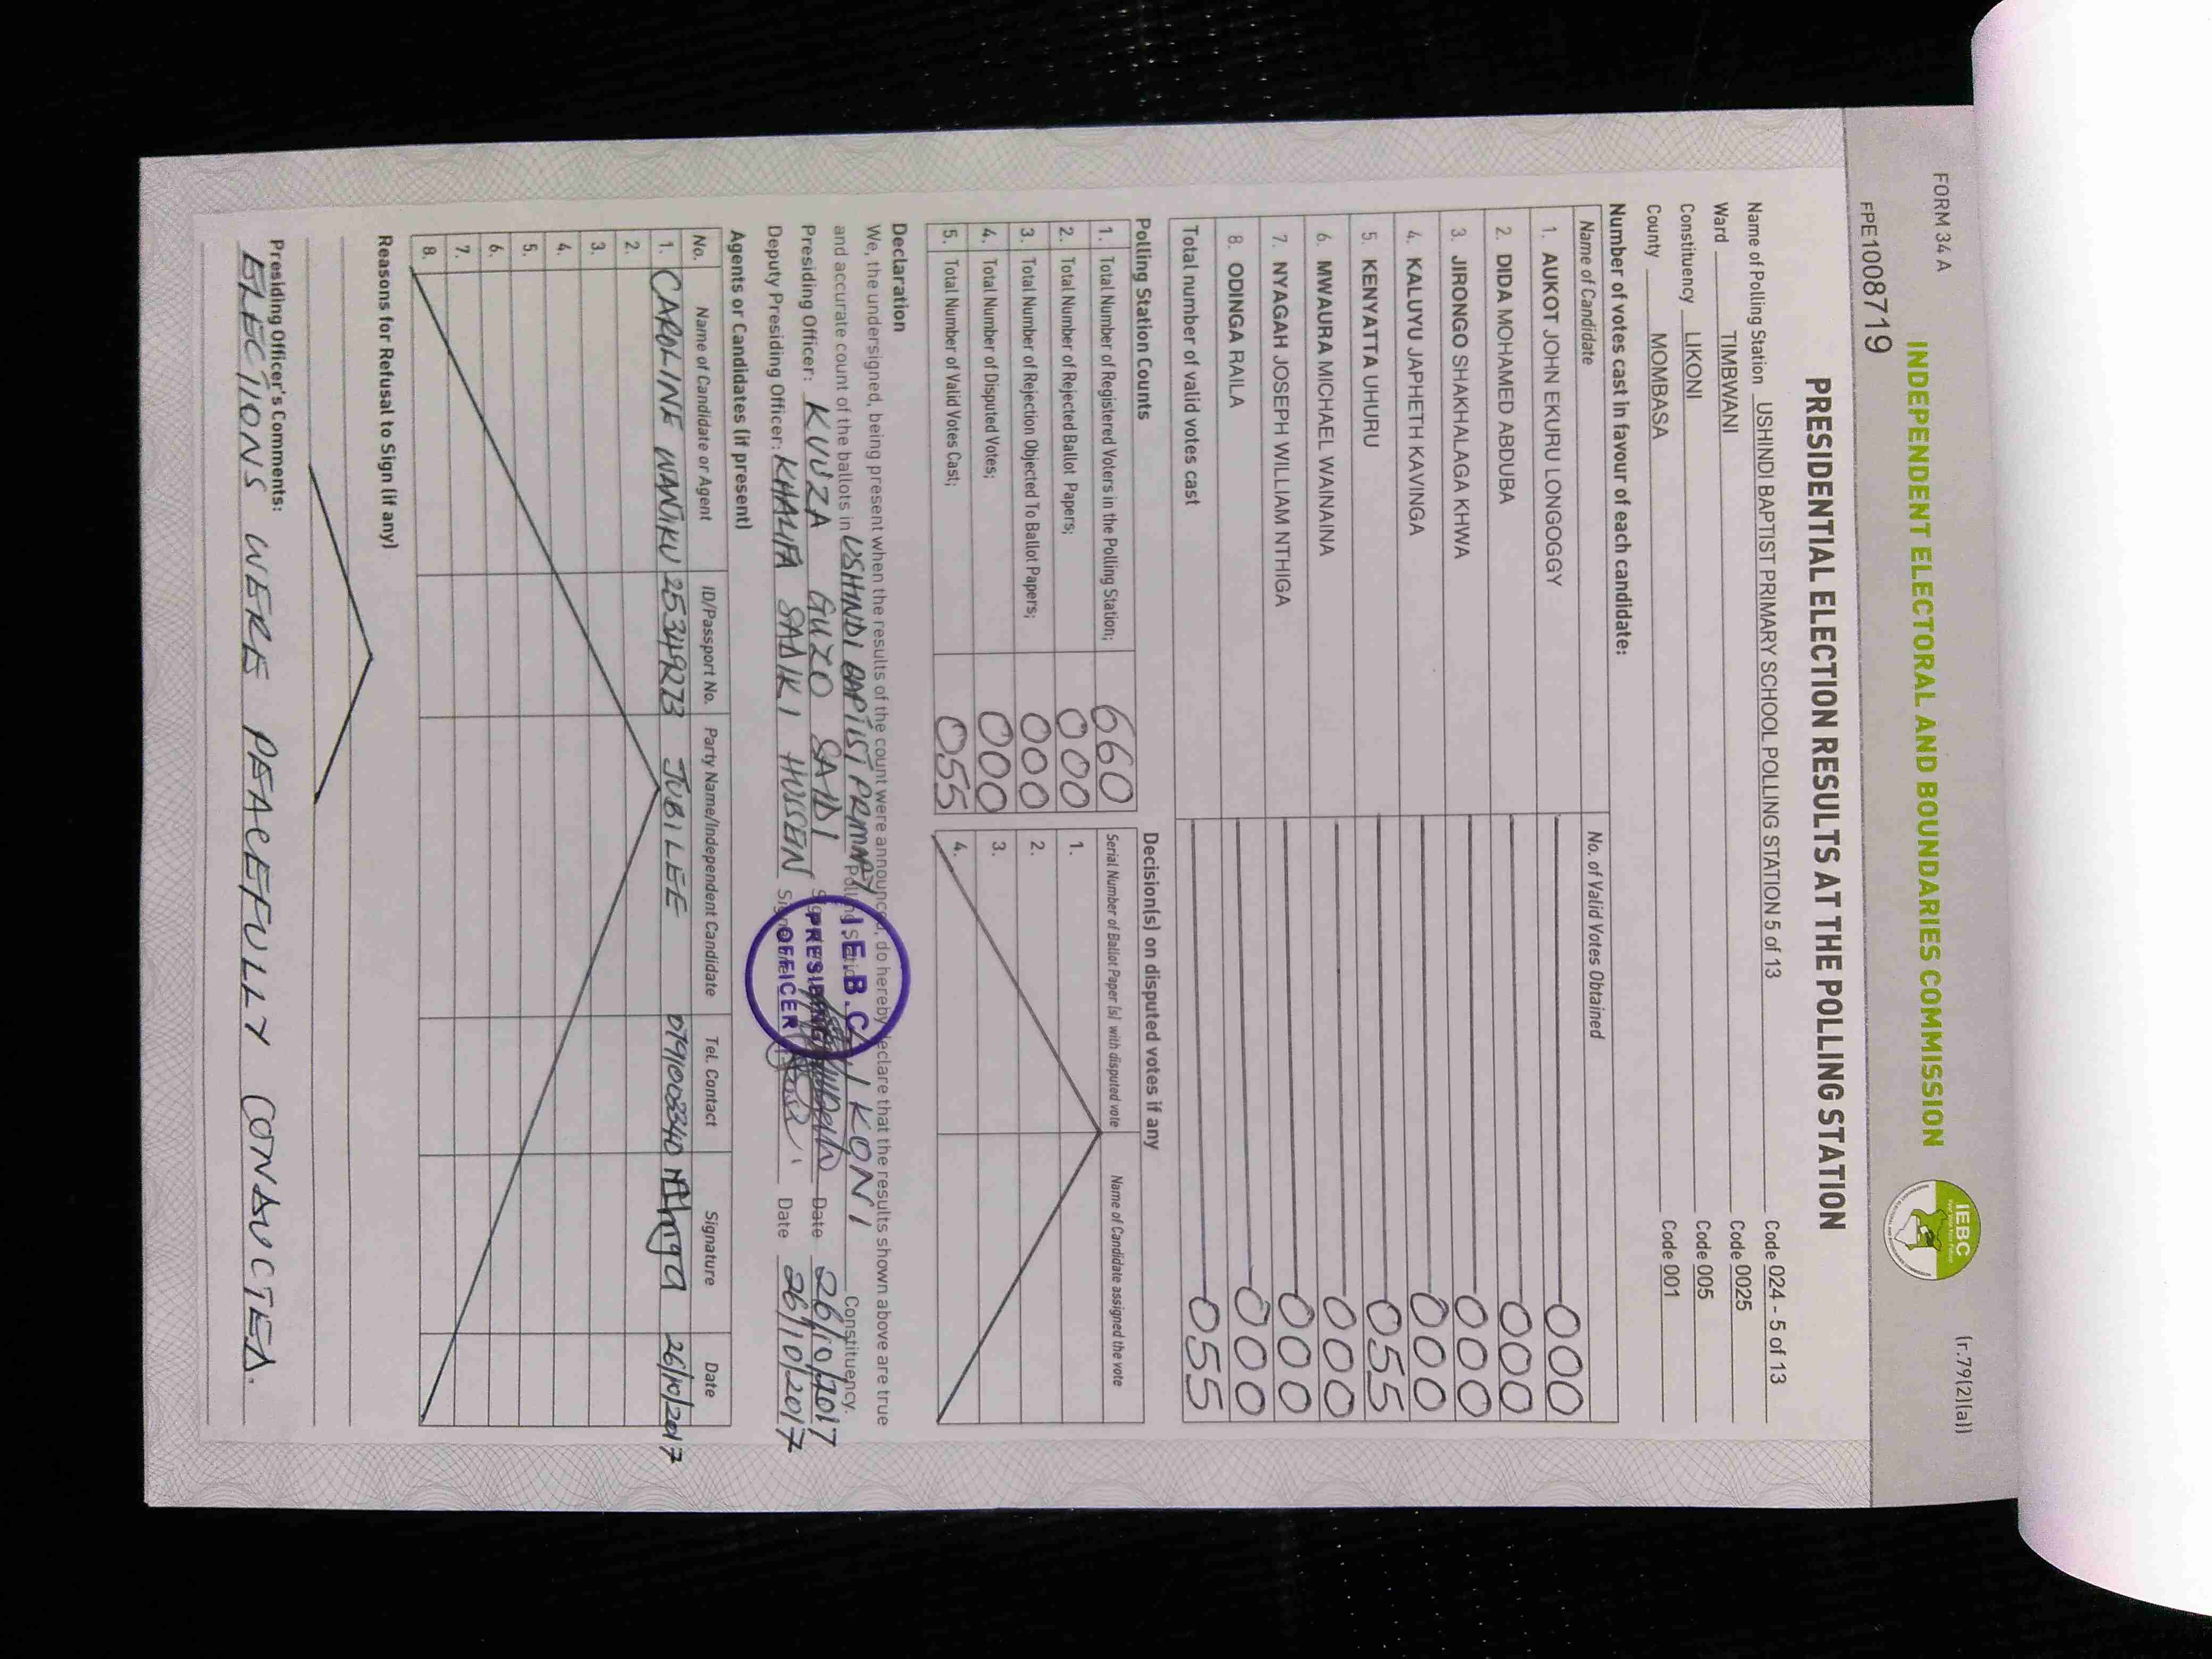 FORM 34 A
(r.79(2)(a))
INDEPENDENT ELECTORAL AND BOUNDARIES COMMISSION
IEBC
FPE1008719
PRESIDENTIAL ELECTION RESULTS AT THE POLLING STATION
Name of Polling Station USHINDI BAPTIST PRIMARY SCHOOL POLLING STATION 5 of 13 Code 024 - 5 of 13
Ward TIMBWANI Code 0025
Constituency LIKONI Code 005
County MOMBASA Code 001
Number of votes cast in favour of each candidate:
Name of Candidate No. of Valid Votes Obtained
1. AUKOT JOHN EKURU LONGOGGY 000
2. DIDA MOHAMED ABDUBA 000
3. JIRONGO SHAKHALAGA KHWA 000
4. KALUYU JAPHETH KAVINGA 000
5. KENYATTA UHURU 055
6. MWAURA MICHAEL WAINAINA 000
7. NYAGAH JOSEPH WILLIAM NTHIGA 000
8. ODINGA RAILA 000
Total number of valid votes cast 055
Polling Station Counts
1. Total Number of Registered Voters in the Polling Station; 660
2. Total Number of Rejected Ballot Papers; 000
3. Total Number of Rejection Objected To Ballot Papers; 000
4. Total Number of Disputed Votes; 000
5. Total Number of Valid Votes Cast; 055
Decision(s) on disputed votes if any
Serial Number of Ballot Paper (s) with disputed vote Name of Candidate assigned the vote
1.
2.
3.
4.
Declaration
We, the undersigned, being present when the results of the count were announced, do hereby declare that the results shown above are true
and accurate count of the ballots in USHINDI BAPTIST PRMARY Polling Station LIKONI Constituency.
Presiding Officer: KUUZA GUZO SAIDI Date 26/10/2017
Deputy Presiding Officer: KHALIFA SADIKI HUSSEIN Date 26/10/2017
I.E.B.C.
PRESIDING
OFFICER
Agents or Candidates (if present)
No. Name of Candidate or Agent ID/Passport No. Party Name/Independent Candidate Tel. Contact Signature Date
1. CAROLINE WANJKU 25349273 JUBILEE 0791003340 26/10/2017
2.
3.
4.
5.
6.
7.
8.
Reasons for Refusal to Sign (if any)
Presiding Officer's Comments:
ELECTIONS WERE PEACEFULLY CONDUCTED.